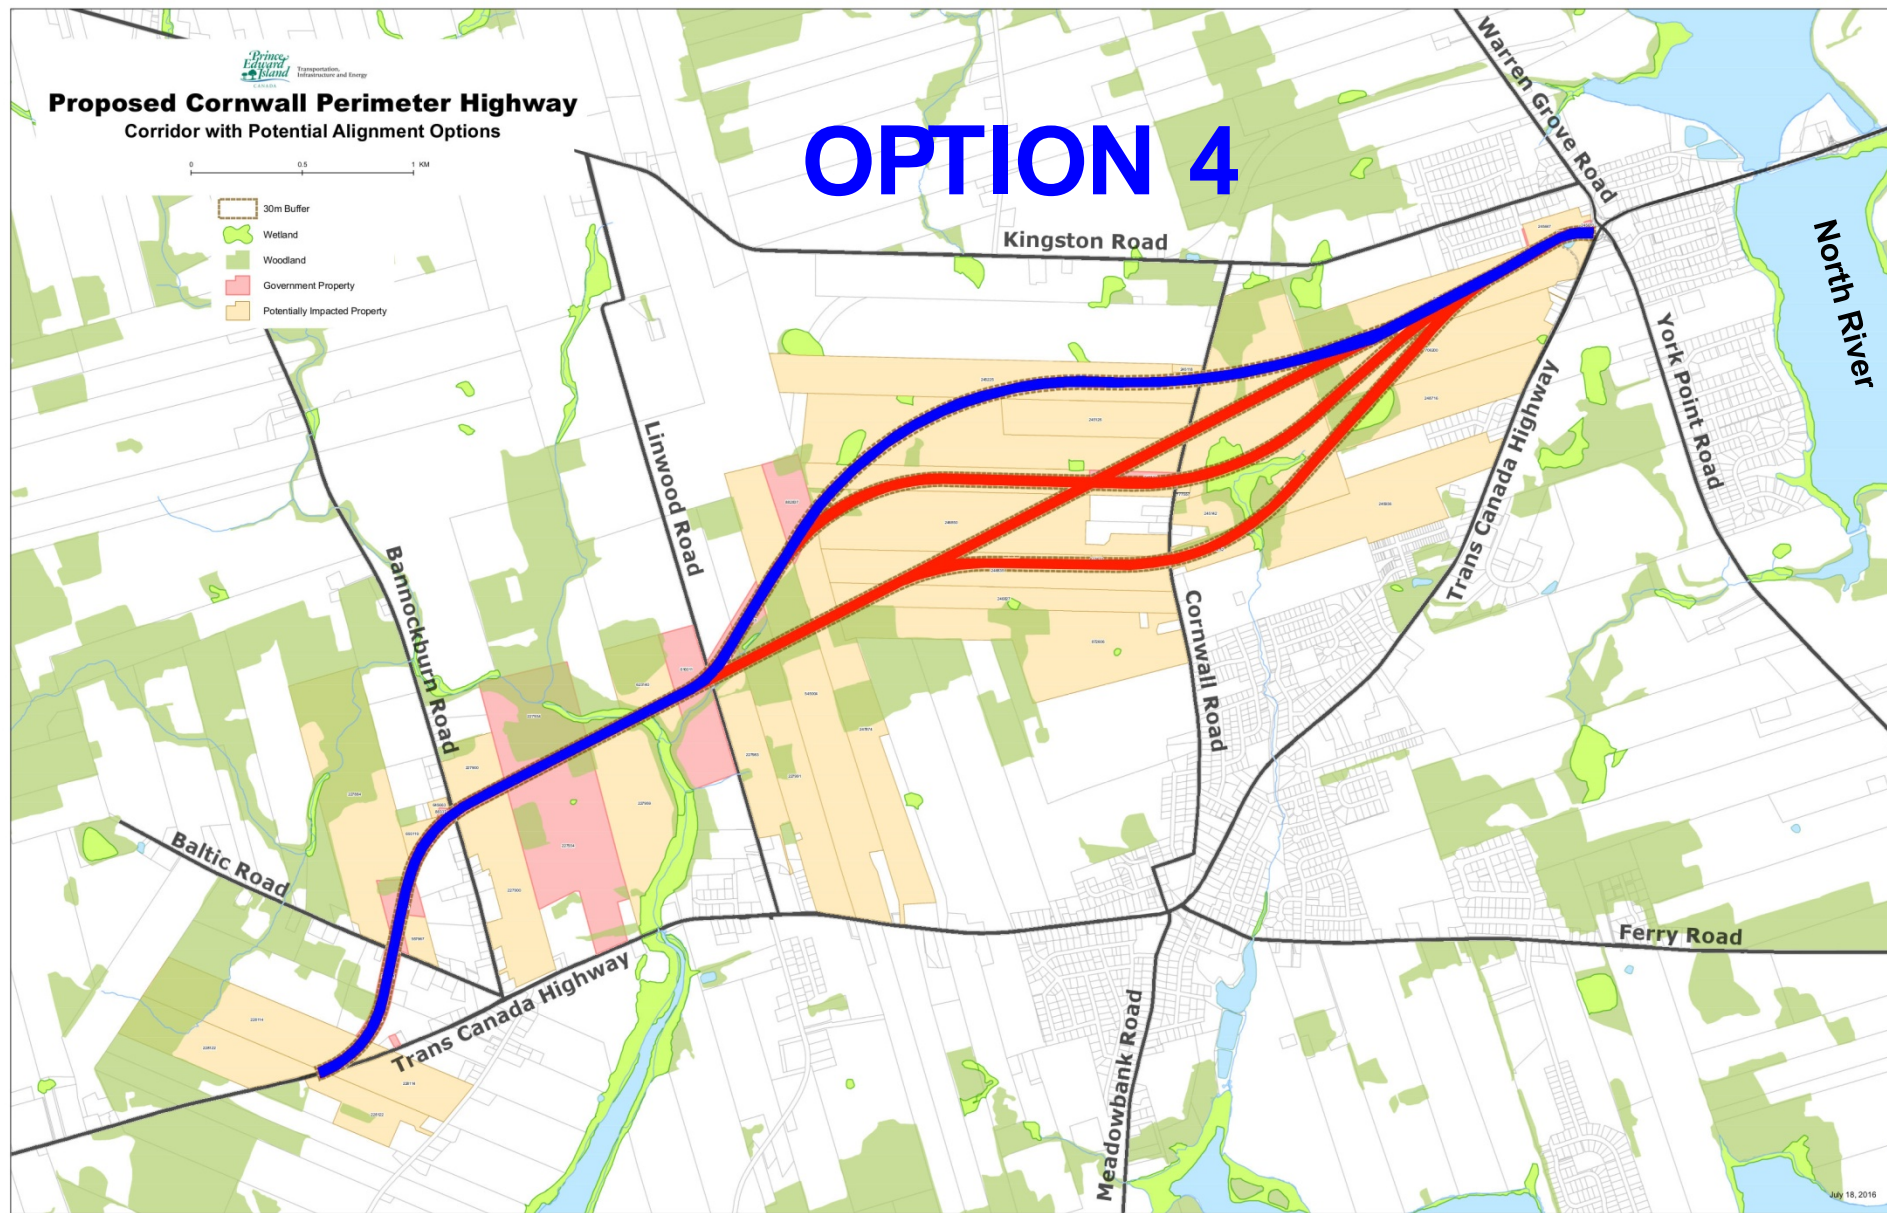 Prince
Edward
Island
CANADA
Transportation,
Infrastructure and Energy
Proposed Cornwall Perimeter Highway
Corridor with Potential Alignment Options
0 0.5 1 KM
30m Buffer
Wetland
Woodland
Government Property
Potentially Impacted Property
OPTION 4
Warren Grove Road
Kingston Road
North River
York Point Road
Trans Canada Highway
Linwood Road
Bannockburn Road
Cornwall Road
Baltic Road
Trans Canada Highway
Ferry Road
Meadowbank Road
July 18, 2016